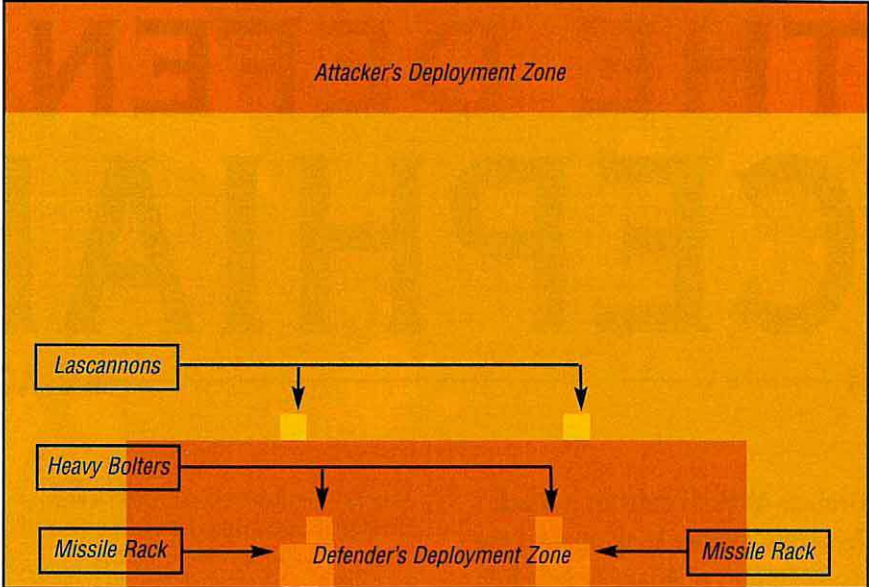 Attacker's Deployment Zone
Lascannons
Heavy Bolters
Missile Rack
Defender's Deployment Zone
Missile Rack